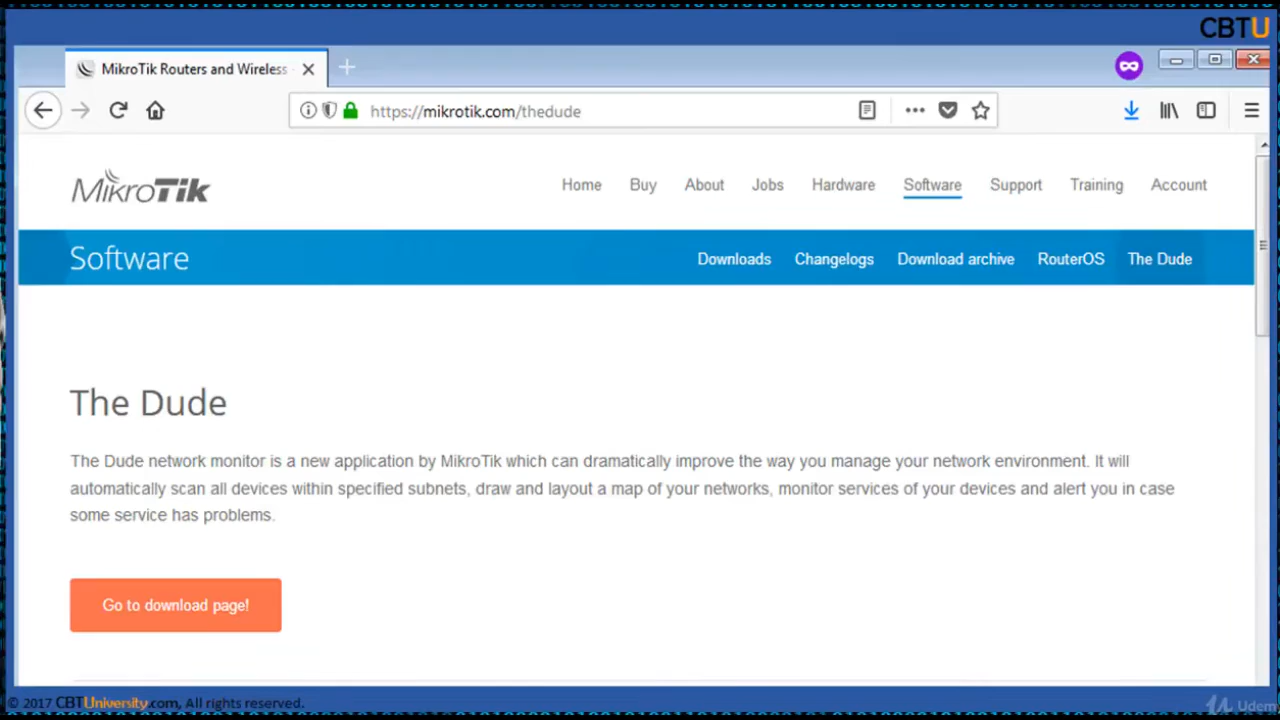 CBTU
MikroTik Routers and Wireless
https://mikrotik.com/thedude
MikroTik
Home Buy About Jobs Hardware Software Support Training Account
Software
Downloads Changelogs Download archive RouterOS The Dude
The Dude
The Dude network monitor is a new application by MikroTik which can dramatically improve the way you manage your network environment. It will
automatically scan all devices within specified subnets, draw and layout a map of your networks, monitor services of your devices and alert you in case
some service has problems.
Go to download page!
© 2017 CBTUniversity.com, All rights reserved.
Udem